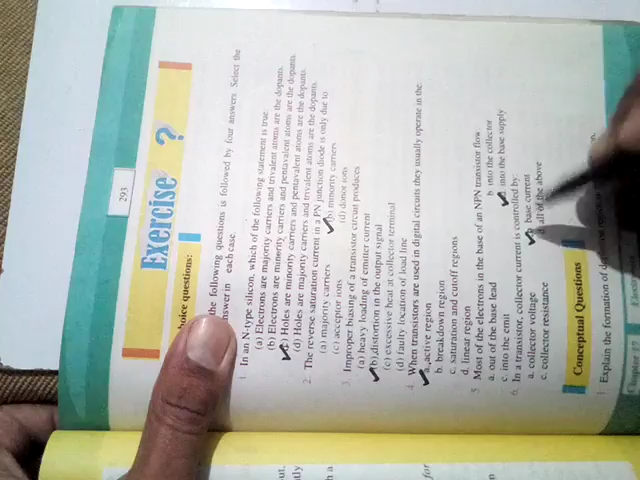 293
Exercise ?
hoice questions:
the following questions is followed by four answers. Select the
answer in each case.
1. In an N-type silicon, which of the following statement is true:
(a) Electrons are majority carriers and trivalent atoms are the dopants.
(b) Electrons are minority carriers and pentavalent atoms are the dopants.
(c) Holes are minority carriers and pentavalent atoms are the dopants.
(d) Holes are majority carriers and trivalent atoms are the dopants.
2. The reverse saturation current in a PN junction diode is only due to
(a) majority carriers (b) minority carriers
(c) acceptor ions (d) donor ions
3. Improper biasing of a transistor circuit produces
(a) heavy loading of emitter current
(b) distortion in the output signal
(c) excessive heat at collector terminal
(d) faulty location of load line
4. When transistors are used in digital circuits they usually operate in the
a. active region
b. breakdown region
c. saturation and cutoff regions
d. linear region
5. Most of the electrons in the base of an NPN transistor flow
a. out of the base lead into the collector
c. into the emit into the base supply
6. In a transistor, collector current is controlled by:
a. collector voltage base current
c. collector resistance all of the above
Conceptual Questions
1. Explain the formation of
Chapter 17